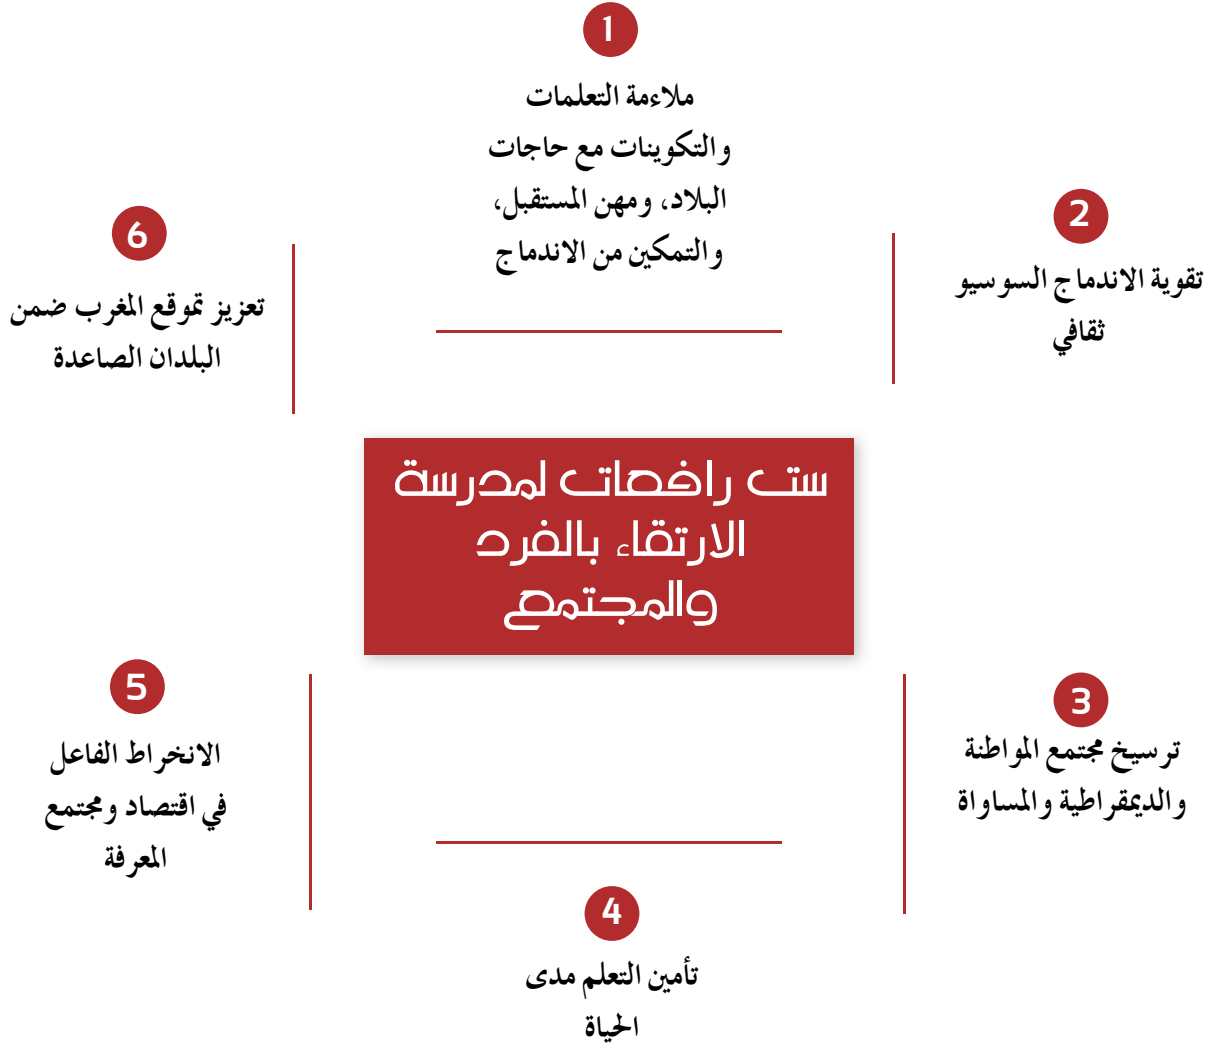 1
ملاءمة التعلمات
والتكوينات مع حاجات
البلاد، ومهن المستقبل،
والتمكين من الاندماج
2
تقوية الاندماج السوسيو
ثقافي
6
تعزيز تموقع المغرب ضمن
البلدان الصاعدة
ست رافعات لمدرسة
الارتقاء بالفرد
والمجتمع
3
ترسيخ مجتمع المواطنة
والديمقراطية والمساواة
5
الانخراط الفاعل
في اقتصاد ومجتمع
المعرفة
4
تأمين التعلم مدى
الحياة